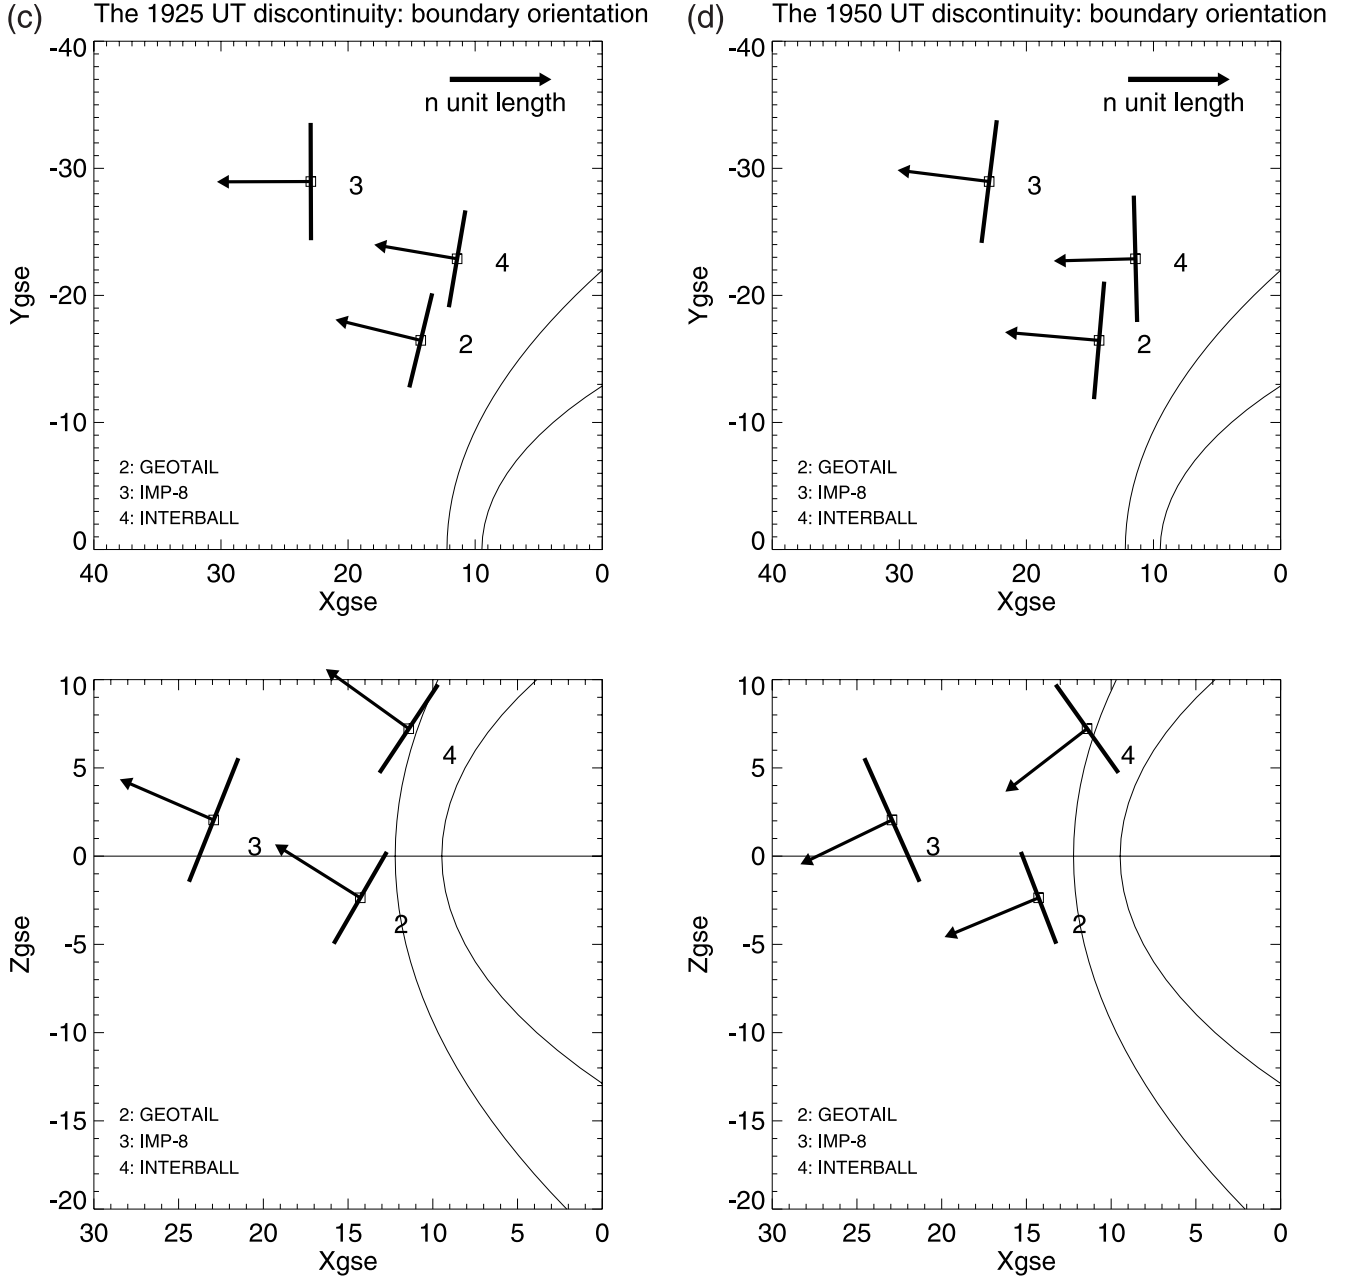 (c) The 1925 UT discontinuity: boundary orientation
-40
-30
-20
-10
0
Ygse
n unit length
3
4
2
2: GEOTAIL
3: IMP-8
4: INTERBALL
40 30 20 10 0
Xgse
(d) The 1950 UT discontinuity: boundary orientation
-40
-30
-20
-10
0
Ygse
n unit length
3
4
2
2: GEOTAIL
3: IMP-8
4: INTERBALL
40 30 20 10 0
Xgse
10
5
0
-5
-10
-15
-20
Zgse
4
3
2
2: GEOTAIL
3: IMP-8
4: INTERBALL
30 25 20 15 10 5 0
Xgse
10
5
0
-5
-10
-15
-20
Zgse
4
3
2
2: GEOTAIL
3: IMP-8
4: INTERBALL
30 25 20 15 10 5 0
Xgse